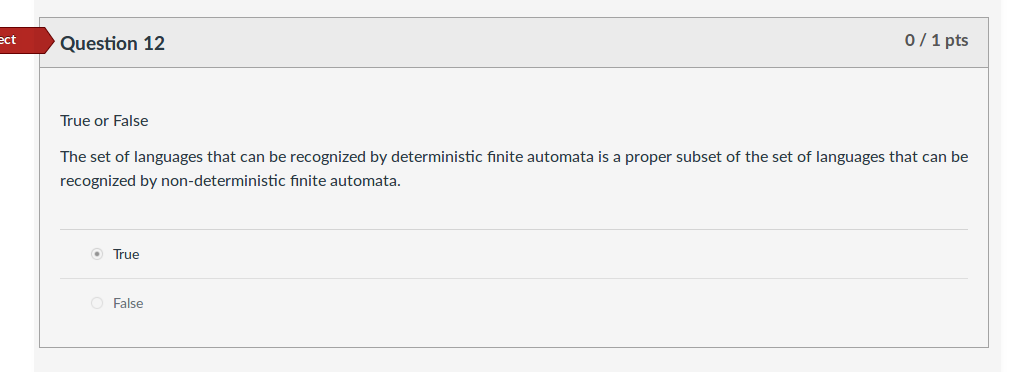 ect
Question 12
0 / 1 pts
True or False
The set of languages that can be recognized by deterministic finite automata is a proper subset of the set of languages that can be
recognized by non-deterministic finite automata.
True
False